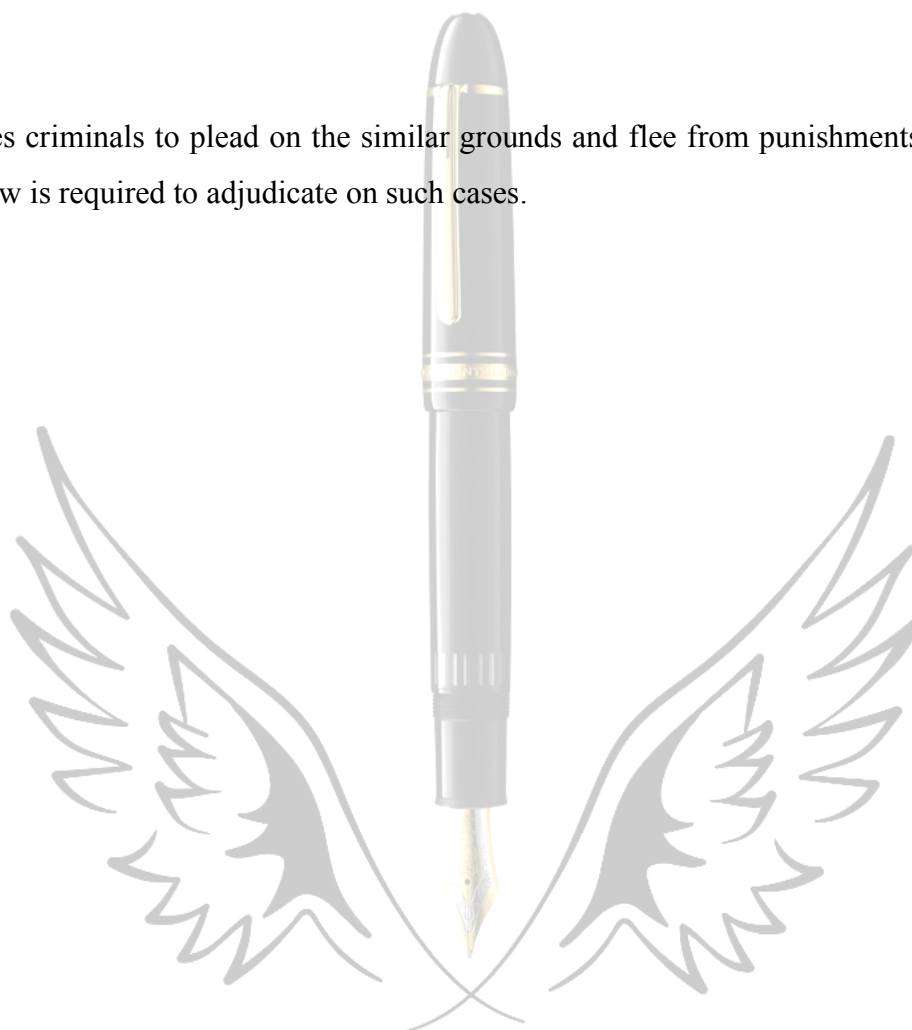 es criminals to plead on the similar grounds and flee from punishments
w is required to adjudicate on such cases.